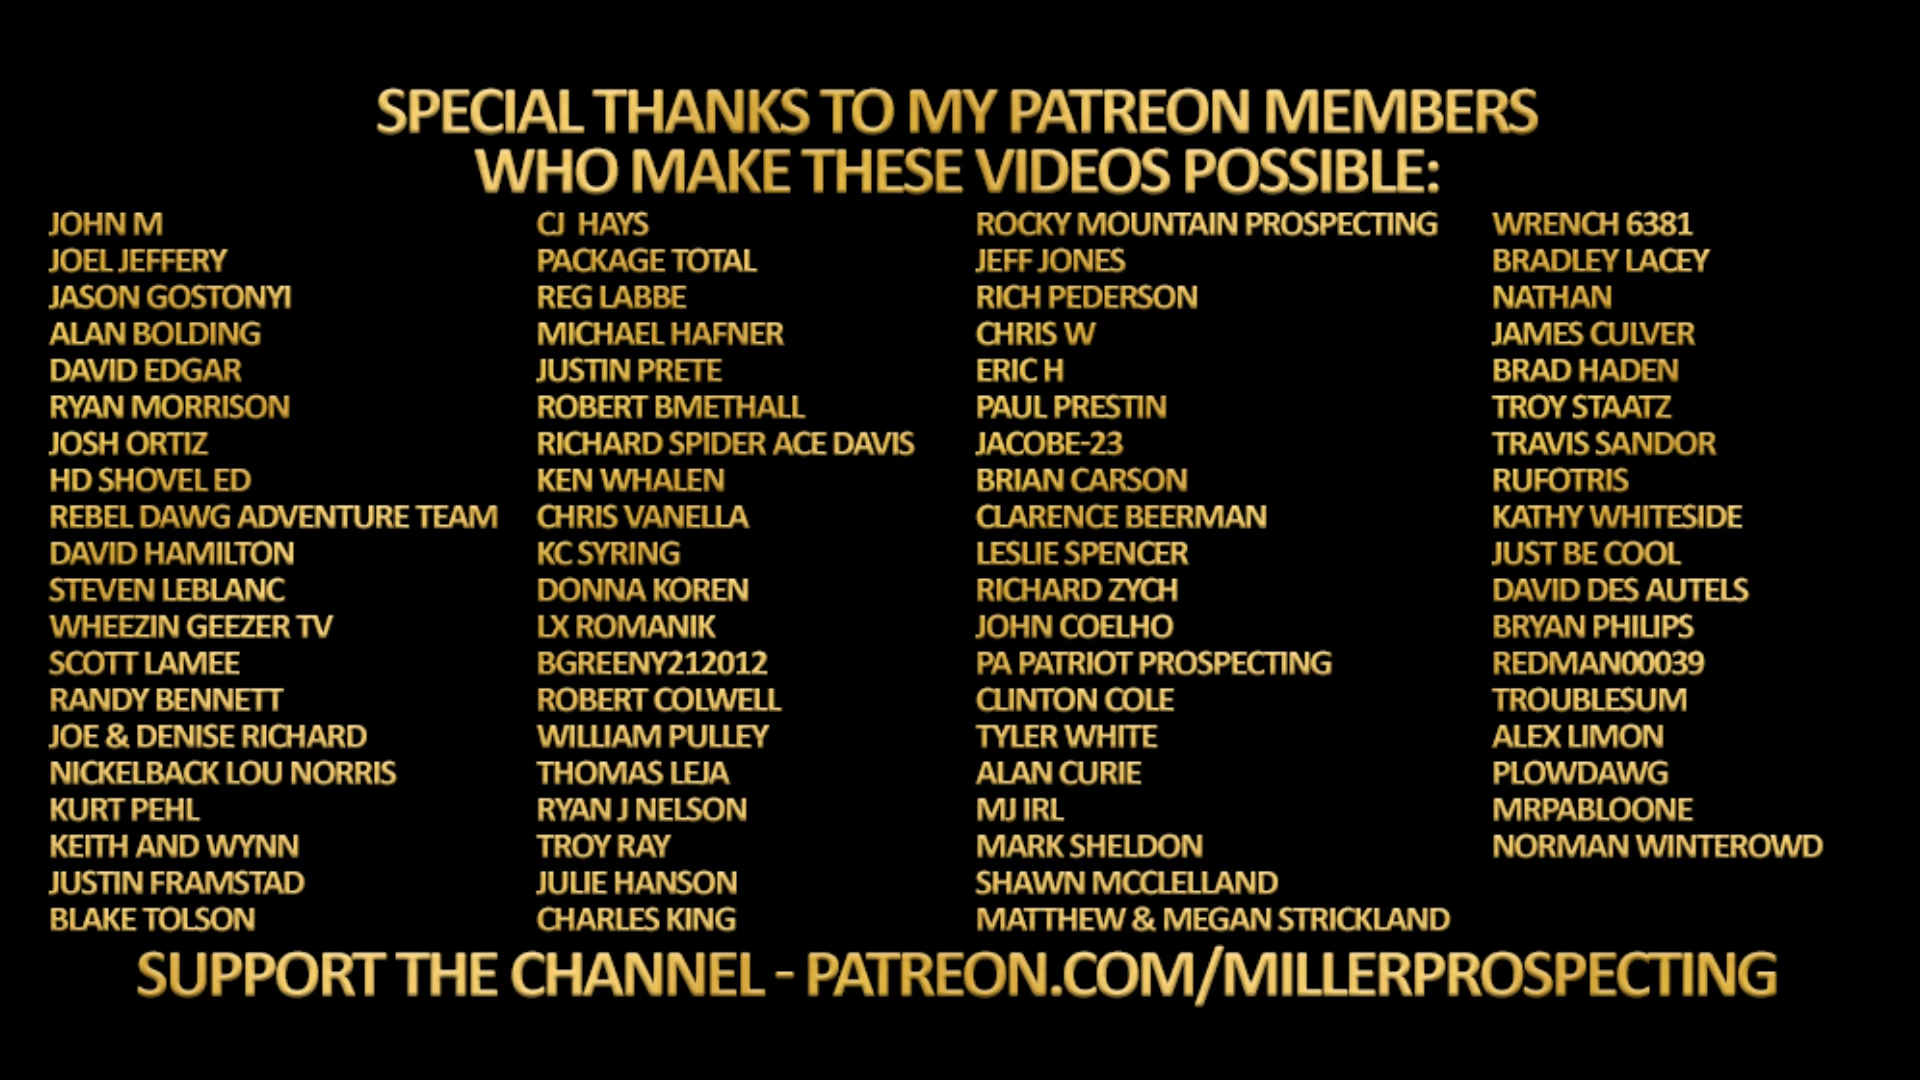 SPECIAL THANKS TO MY PATREON MEMBERS
WHO MAKE THESE VIDEOS POSSIBLE:
JOHN M
JOEL JEFFERY
JASON GOSTONYI
ALAN BOLDING
DAVID EDGAR
RYAN MORRISON
JOSH ORTIZ
HD SHOVEL ED
REBEL DAWG ADVENTURE TEAM
DAVID HAMILTON
STEVEN LEBLANC
WHEEZIN GEEZER TV
SCOTT LAMEE
RANDY BENNETT
JOE & DENISE RICHARD
NICKELBACK LOU NORRIS
KURT PEHL
KEITH AND WYNN
JUSTIN FRAMSTAD
BLAKE TOLSON
CJ  HAYS
PACKAGE TOTAL
REG LABBE
MICHAEL HAFNER
JUSTIN PRETE
ROBERT BMETHALL
RICHARD SPIDER ACE DAVIS
KEN WHALEN
CHRIS VANELLA
KC SYRING
DONNA KOREN
LX ROMANIK
BGREENY212012
ROBERT COLWELL
WILLIAM PULLEY
THOMAS LEJA
RYAN J NELSON
TROY RAY
JULIE HANSON
CHARLES KING
ROCKY MOUNTAIN PROSPECTING
JEFF JONES
RICH PEDERSON
CHRIS W
ERIC H
PAUL PRESTIN
JACOBE-23
BRIAN CARSON
CLARENCE BEERMAN
LESLIE SPENCER
RICHARD ZYCH
JOHN COELHO
PA PATRIOT PROSPECTING
CLINTON COLE
TYLER WHITE
ALAN CURIE
MJ IRL
MARK SHELDON
SHAWN MCCLELLAND
MATTHEW & MEGAN STRICKLAND
WRENCH 6381
BRADLEY LACEY
NATHAN
JAMES CULVER
BRAD HADEN
TROY STAATZ
TRAVIS SANDOR
RUFOTRIS
KATHY WHITESIDE
JUST BE COOL
DAVID DES AUTELS
BRYAN PHILIPS
REDMAN00039
TROUBLESUM
ALEX LIMON
PLOWDAWG
MRPABLOONE
NORMAN WINTEROWD
SUPPORT THE CHANNEL - PATREON.COM/MILLERPROSPECTING